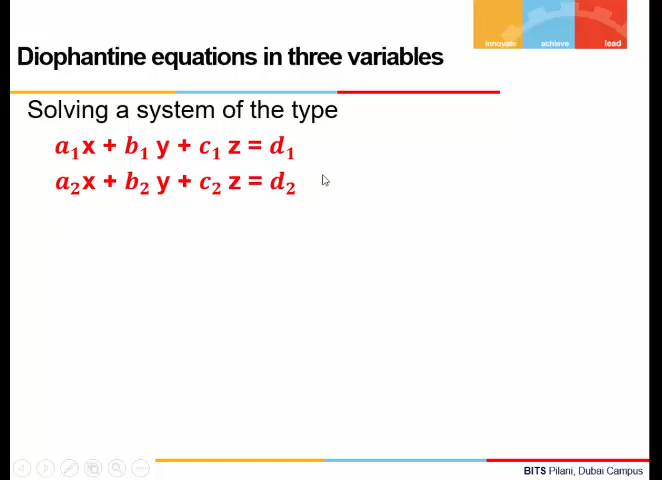 innovate achieve lead
Diophantine equations in three variables
Solving a system of the type
a₁x + b₁ y + c₁ z = d₁
a₂x + b₂ y + c₂ z = d₂
BITS Pilani, Dubai Campus